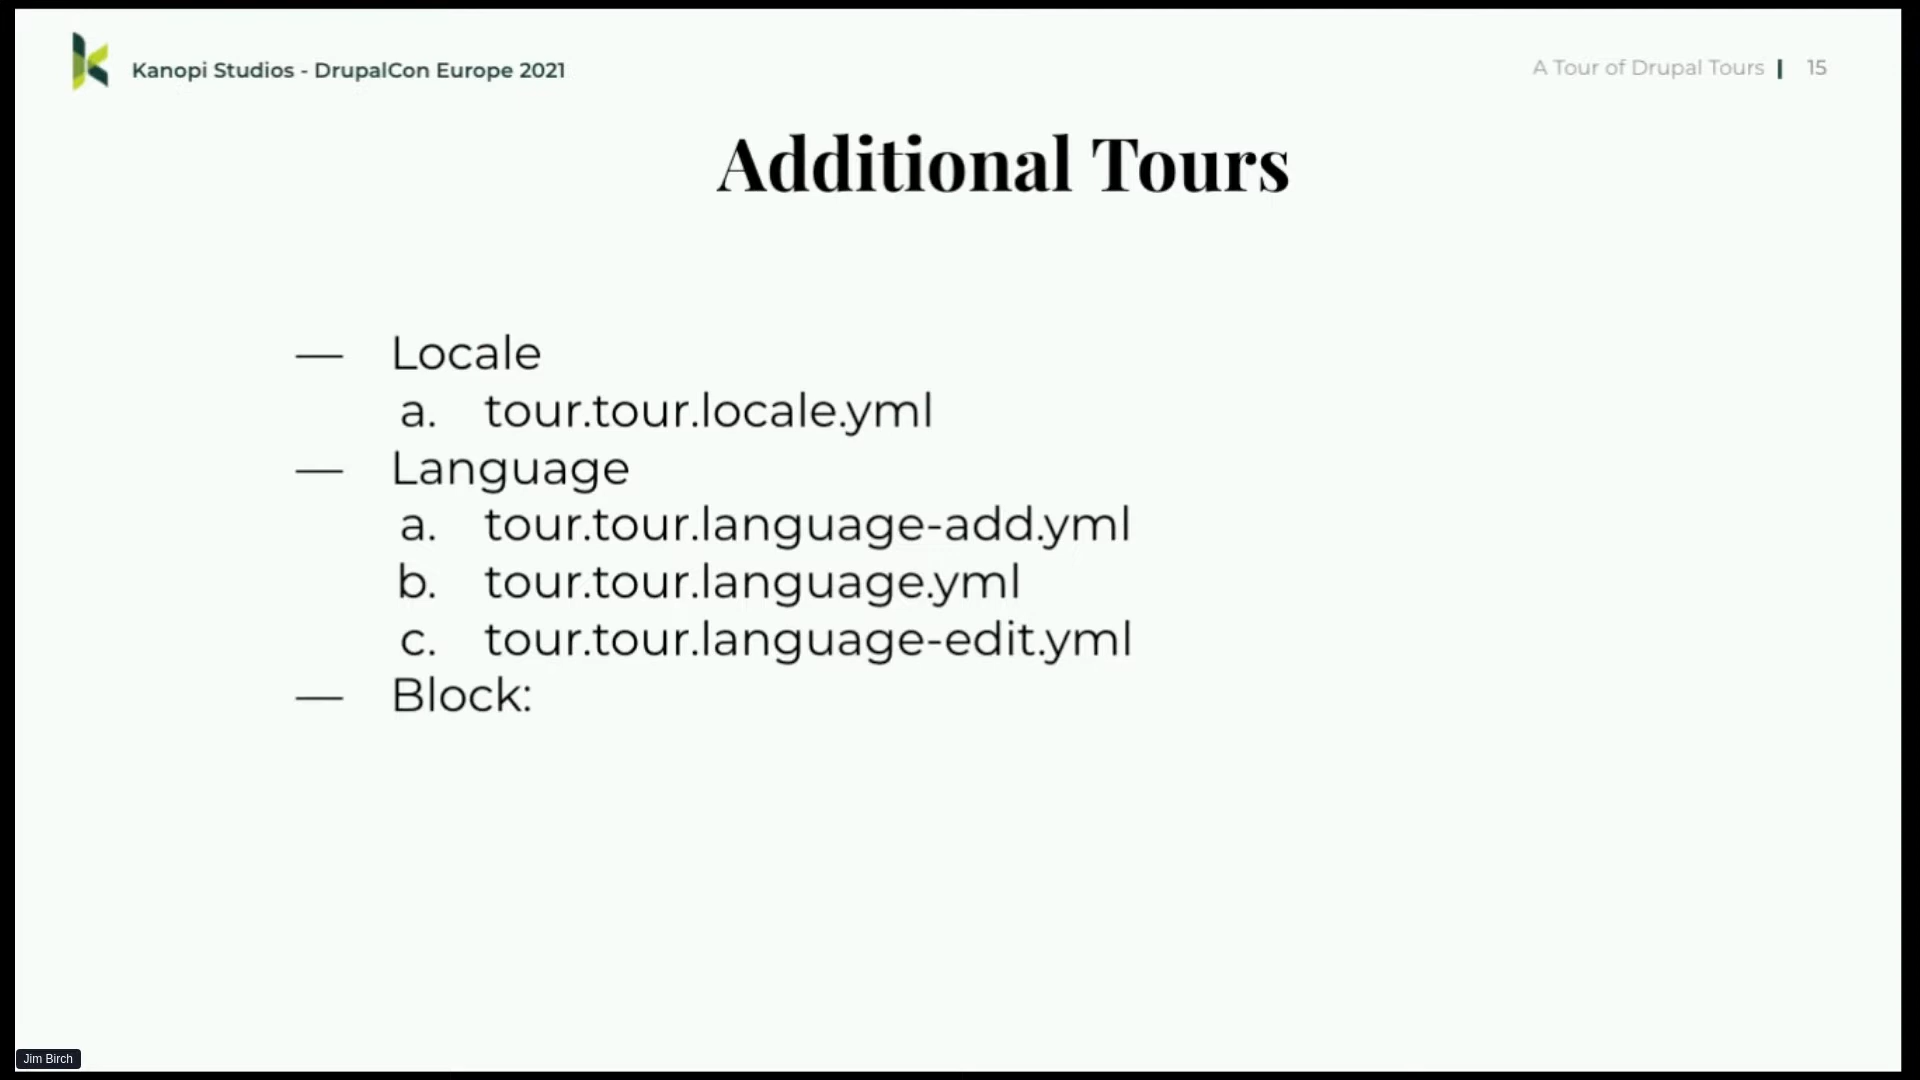 Kanopi Studios - DrupalCon Europe 2021
A Tour of Drupal Tours | 15
Additional Tours
— Locale
a. tour.tour.locale.yml
— Language
a. tour.tour.language-add.yml
b. tour.tour.language.yml
c. tour.tour.language-edit.yml
— Block:
Jim Birch